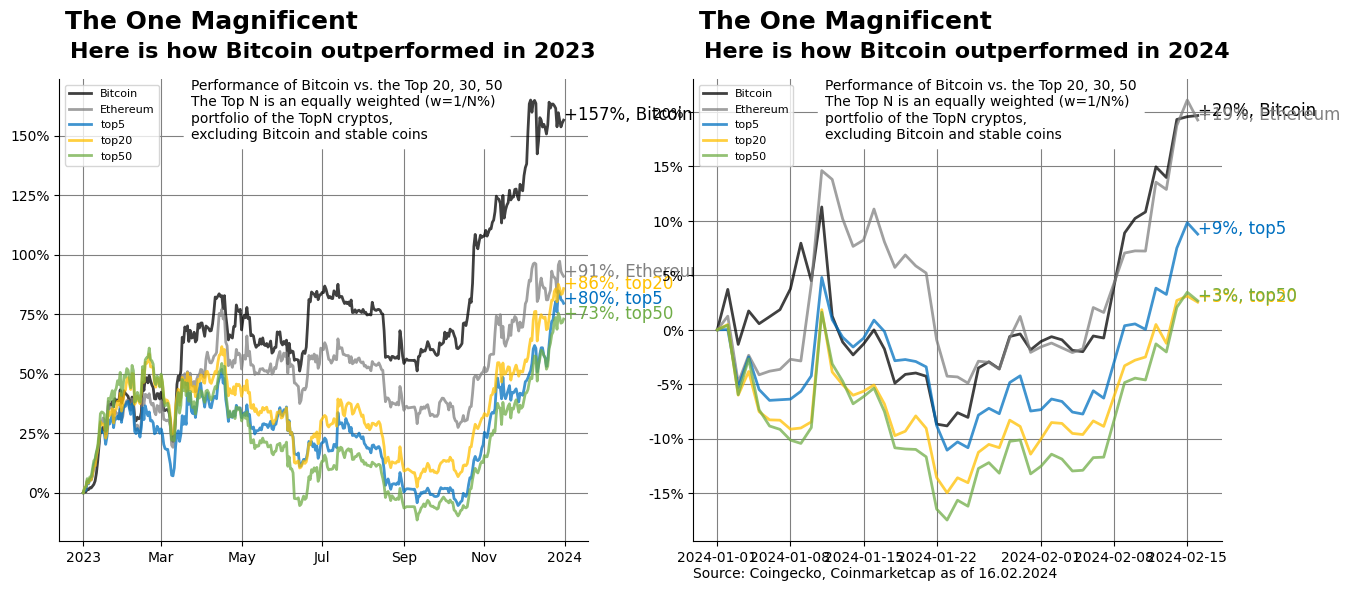 The One Magnificent
Here is how Bitcoin outperformed in 2023
Performance of Bitcoin vs. the Top 20, 30, 50
The Top N is an equally weighted (w=1/N%)
portfolio of the TopN cryptos,
excluding Bitcoin and stable coins
Bitcoin
Ethereum
top5
top20
top50
150%
125%
100%
75%
50%
25%
0%
+157%, Bitcoin
+91%, Ethereum
+86%, top20
+80%, top5
+73%, top50
2023
Mar
May
Jul
Sep
Nov
2024
The One Magnificent
Here is how Bitcoin outperformed in 2024
Performance of Bitcoin vs. the Top 20, 30, 50
The Top N is an equally weighted (w=1/N%)
portfolio of the TopN cryptos,
excluding Bitcoin and stable coins
Bitcoin
Ethereum
top5
top20
top50
20%
15%
10%
5%
0%
-5%
-10%
-15%
+20%, Bitcoin
+19%, Ethereum
+9%, top5
+3%, top50
2024-01-01
2024-01-08
2024-01-15
2024-01-22
2024-02-01
2024-02-08
2024-02-15
Source: Coingecko, Coinmarketcap as of 16.02.2024